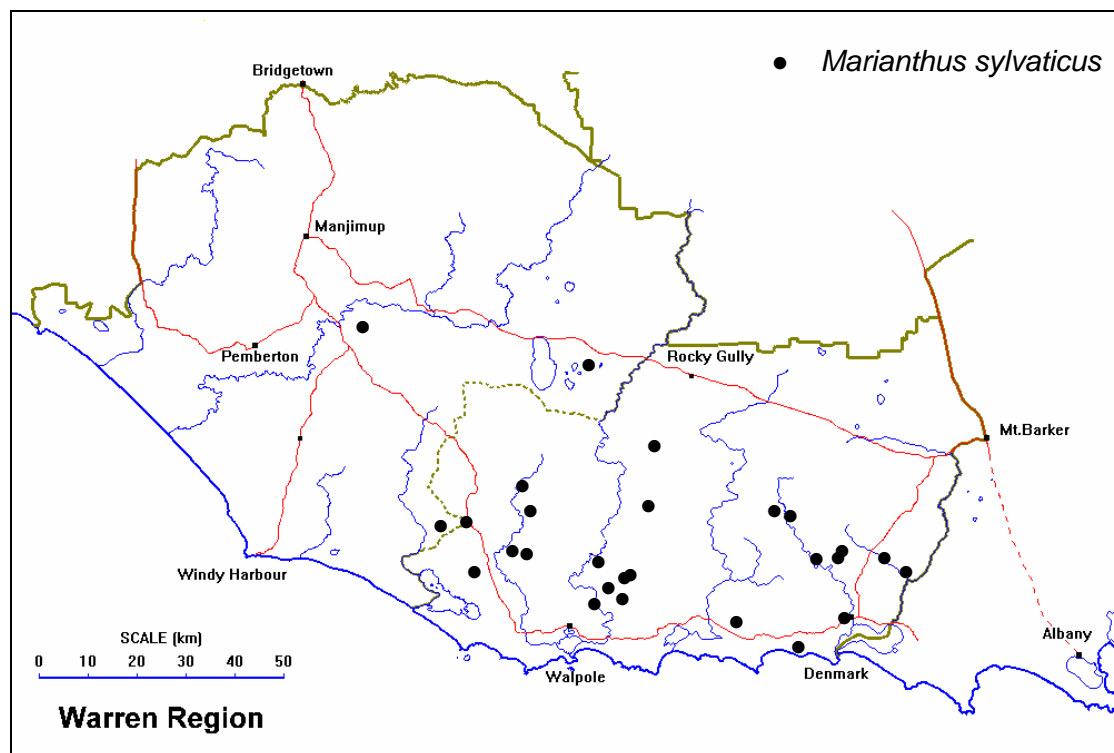 Marianthus sylvaticus
Bridgetown
Manjimup
Pemberton
Rocky Gully
Mt.Barker
Windy Harbour
SCALE (km)
0 10 20 30 40 50
Walpole
Denmark
Albany
Warren Region